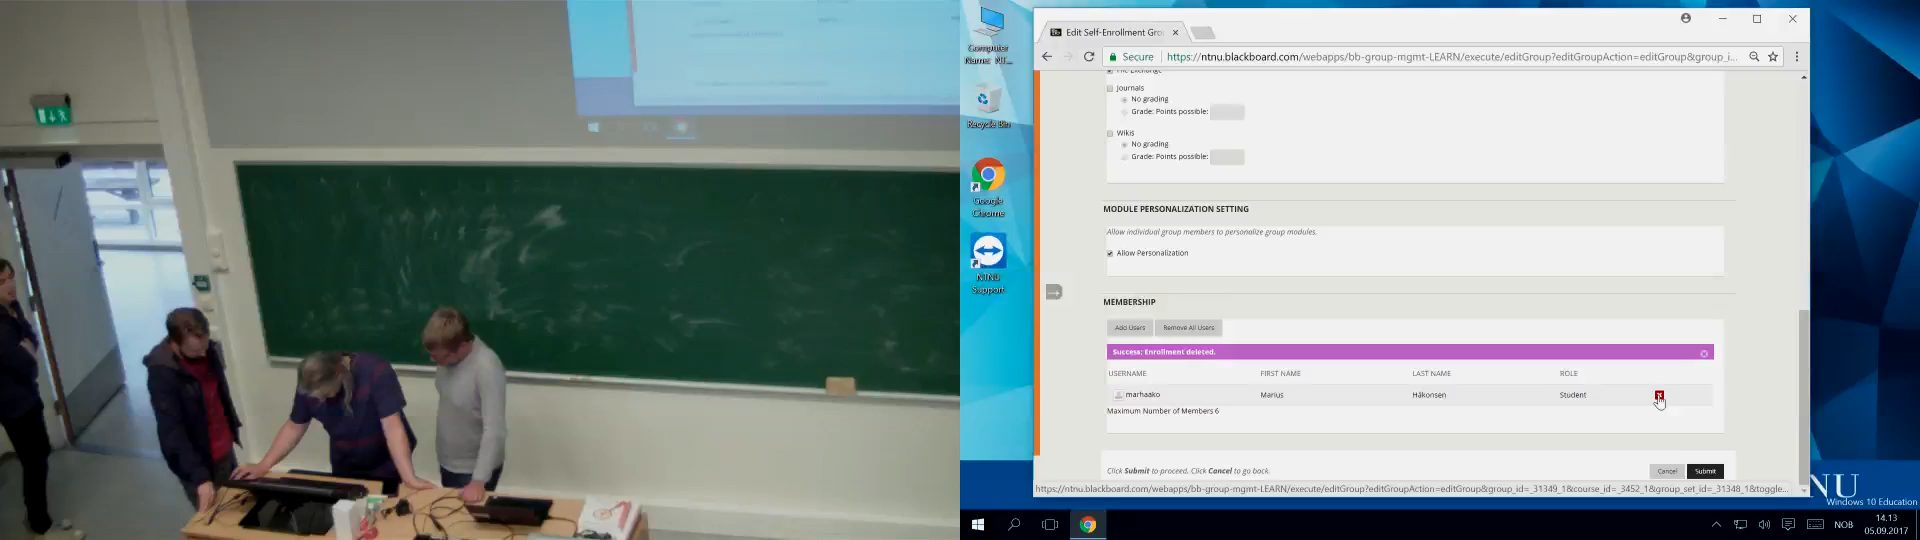 Edit Self-Enrollment Gro
Secure
https://ntnu.blackboard.com/webapps/bb-group-mgmt-LEARN/execute/editGroup?editGroupAction=editGroup&group_i...
Computer
Name: NT...
Recycle Bin
Google
Chrome
NTNU
Support
The Exchange
Journals
No grading
Grade: Points possible:
Wikis
No grading
Grade: Points possible:
MODULE PERSONALIZATION SETTING
Allow individual group members to personalize group modules.
Allow Personalization
MEMBERSHIP
Add Users Remove All Users
Success: Enrollment deleted.
USERNAME FIRST NAME LAST NAME ROLE
marhaako Marius Håkonsen Student
Maximum Number of Members 6
Click Submit to proceed. Click Cancel to go back.
Cancel Submit
https://ntnu.blackboard.com/webapps/bb-group-mgmt-LEARN/execute/editGroup?editGroupAction=editGroup&group_id=_31349_1&course_id=_3452_1&group_set_id=_31348_1&toggle...
NU
Windows 10 Education
NOB
14.13
05.09.2017